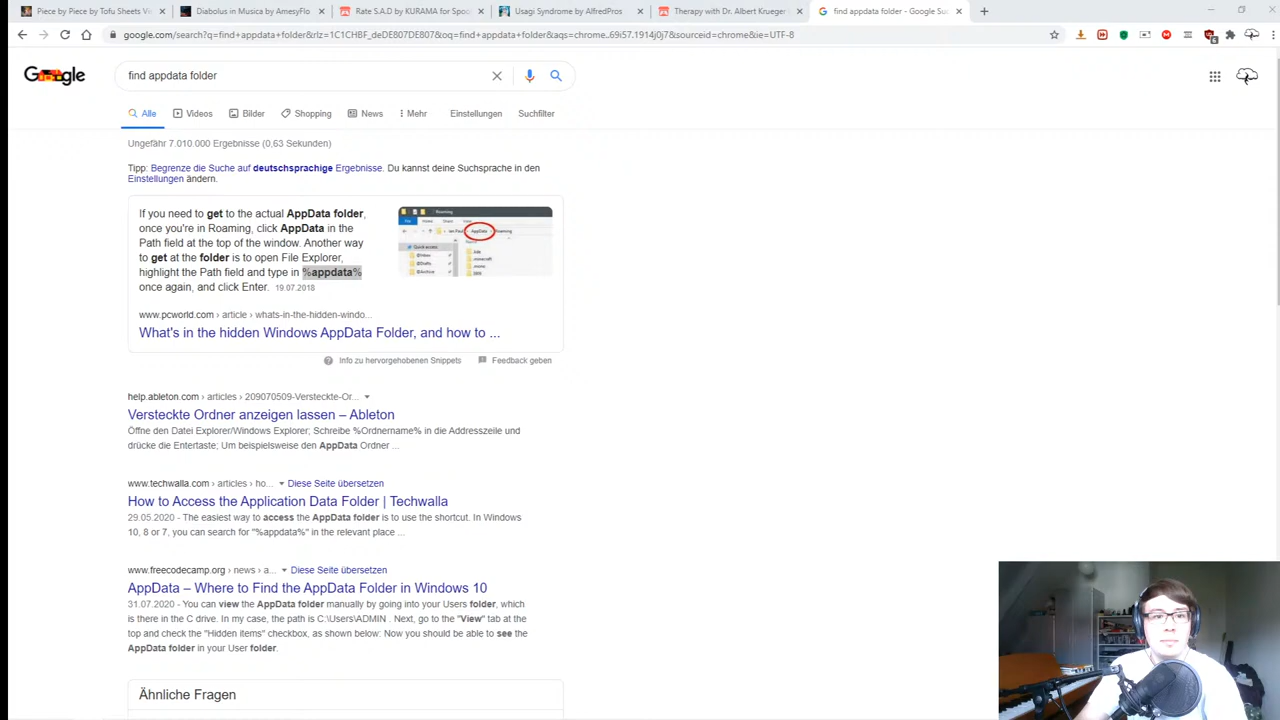 Piece by Piece by Tofu Sheets Vi
Diabolus in Musica by AmesyFlo
Rate S.A.D by KURAMA for Spoo
Usagi Syndrome by AlfredPros
Therapy with Dr. Albert Krueger
find appdata folder - Google Su
google.com/search?q=find+appdata+folder&rlz=1C1CHBF_deDE807DE807&oq=find+appdata+folder&aqs=chrome..69i57.1914j0j7&sourceid=chrome&ie=UTF-8
Google
find appdata folder
Alle
Videos
Bilder
Shopping
News
Mehr
Einstellungen
Suchfilter
Ungefähr 7.010.000 Ergebnisse (0,63 Sekunden)
Tipp: Begrenze die Suche auf deutschsprachige Ergebnisse. Du kannst deine Suchsprache in den
Einstellungen ändern.
If you need to get to the actual AppData folder,
once you're in Roaming, click AppData in the
Path field at the top of the window. Another way
to get at the folder is to open File Explorer,
highlight the Path field and type in %appdata%
once again, and click Enter. 19.07.2018
Roaming
AppData
Roaming
Quick access
www.pcworld.com › article › whats-in-the-hidden-windo...
What's in the hidden Windows AppData Folder, and how to ...
Info zu hervorgehobenen Snippets
Feedback geben
help.ableton.com › articles › 209070509-Versteckte-Or...
Versteckte Ordner anzeigen lassen – Ableton
Öffne den Datei Explorer/Windows Explorer; Schreibe %Ordnername% in die Addresszeile und
drücke die Entertaste; Um beispielsweise den AppData Ordner ...
www.techwalla.com › articles › ho...
Diese Seite übersetzen
How to Access the Application Data Folder | Techwalla
29.05.2020 - The easiest way to access the AppData folder is to use the shortcut. In Windows
10, 8 or 7, you can search for "%appdata%" in the relevant place ...
www.freecodecamp.org › news › a...
Diese Seite übersetzen
AppData – Where to Find the AppData Folder in Windows 10
31.07.2020 - You can view the AppData folder manually by going into your Users folder, which
is there in the C drive. In my case, the path is C:\Users\ADMIN . Next, go to the "View" tab at the
top and check the "Hidden items" checkbox, as shown below: Now you should be able to see the
AppData folder in your User folder.
Ähnliche Fragen